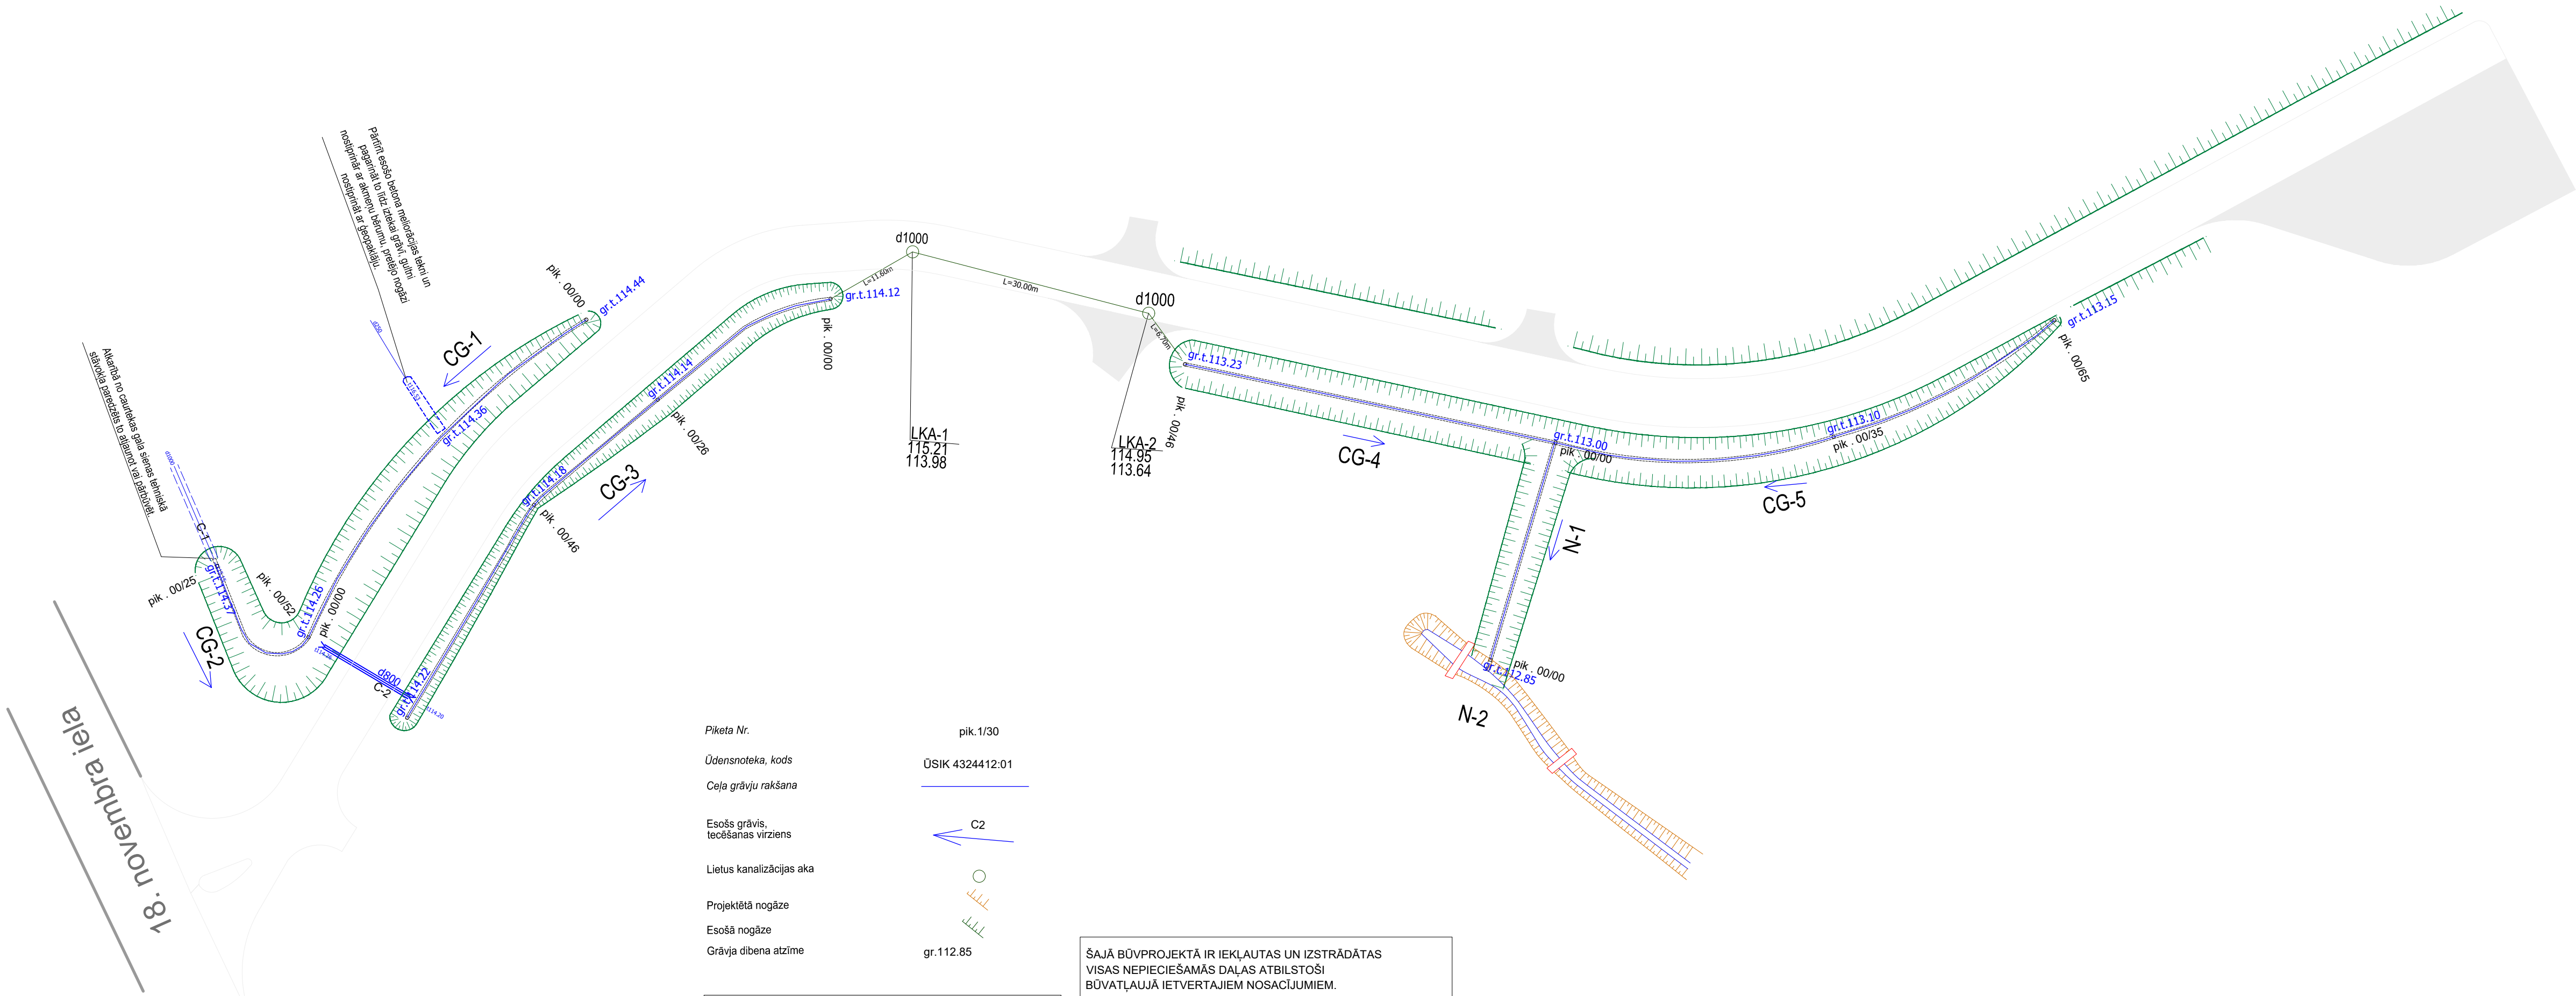 Pārtīrīt esošo betona meliorācijas tekni un
pagarināt to līdz iztekai grāvī, gultni
nostiprināt ar akmeņu bērumu, pretējo nogāzi
nostiprināt ar ģeopaklāju.
Atkarībā no caurtekas gala sienas tehniskā
stāvokļa paredzēts to atjaunot vai pārbūvēt.
d250
d1000
C-1
pik . 00/00
gr.t.114.44
CG-1
gr.t.114.36
gr.t.114.37
pik . 00/25
pik . 00/52
gr.t.114.26
pik . 00/00
CG-2
d800
C-2
gr.t.114.22
gr.t.114.18
pik . 00/46
CG-3
gr.t.114.14
pik . 00/26
gr.t.114.12
pik . 00/00
L=11.60m
d1000
L=30.00m
d1000
L=6.70m
LKA-1
115.21
113.98
LKA-2
114.95
113.64
gr.t.113.23
pik . 00/46
CG-4
gr.t.113.00
pik . 00/00
N-1
gr.t.113.10
pik . 00/35
CG-5
gr.t.113.15
pik . 00/65
pik . 00/00
gr.t.112.85
N-2
18. novembra iela
Piketa Nr.
pik.1/30
Ūdensnoteka, kods
ŪSIK 4324412:01
Ceļa grāvju rakšana
Esošs grāvis,
tecēšanas virziens
C2
Lietus kanalizācijas aka
Projektētā nogāze
Esošā nogāze
Grāvja dibena atzīme
gr.112.85
ŠAJĀ BŪVPROJEKTĀ IR IEKĻAUTAS UN IZSTRĀDĀTAS
VISAS NEPIECIEŠAMĀS DAĻAS ATBILSTOŠI
BŪVATĻAUJĀ IETVERTAJIEM NOSACĪJUMIEM.